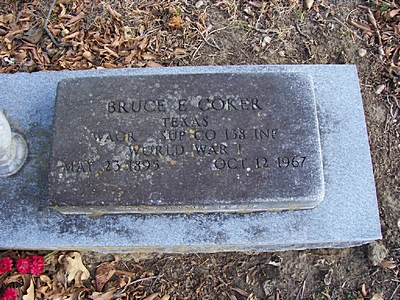 BRUCE E COKER
TEXAS
WAGR SUP CO 138 INF
WORLD WAR I
MAY 23 1895 OCT 12 1967